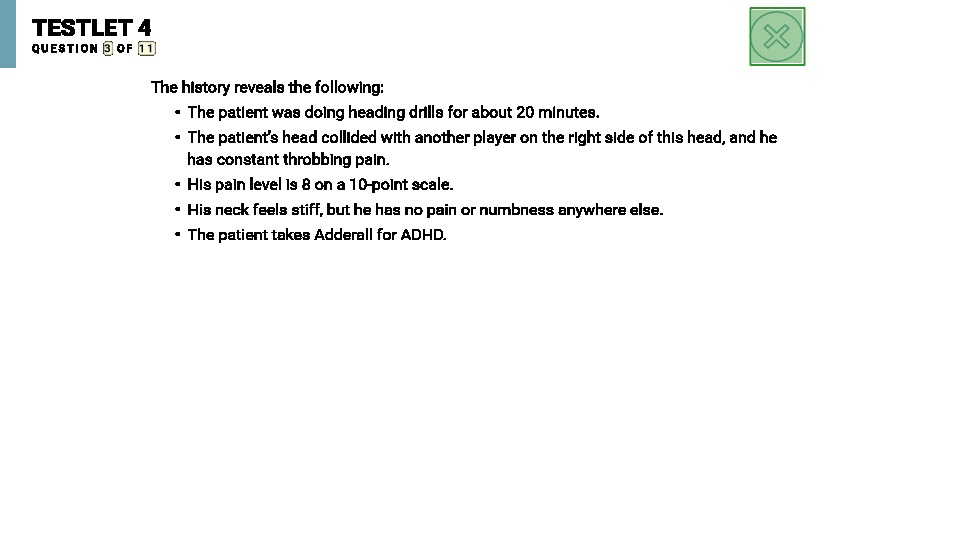 TESTLET 4
QUESTION 3 OF 11
The history reveals the following:
• The patient was doing heading drills for about 20 minutes.
• The patient's head collided with another player on the right side of this head, and he
has constant throbbing pain.
• His pain level is 8 on a 10-point scale.
• His neck feels stiff, but he has no pain or numbness anywhere else.
• The patient takes Adderall for ADHD.